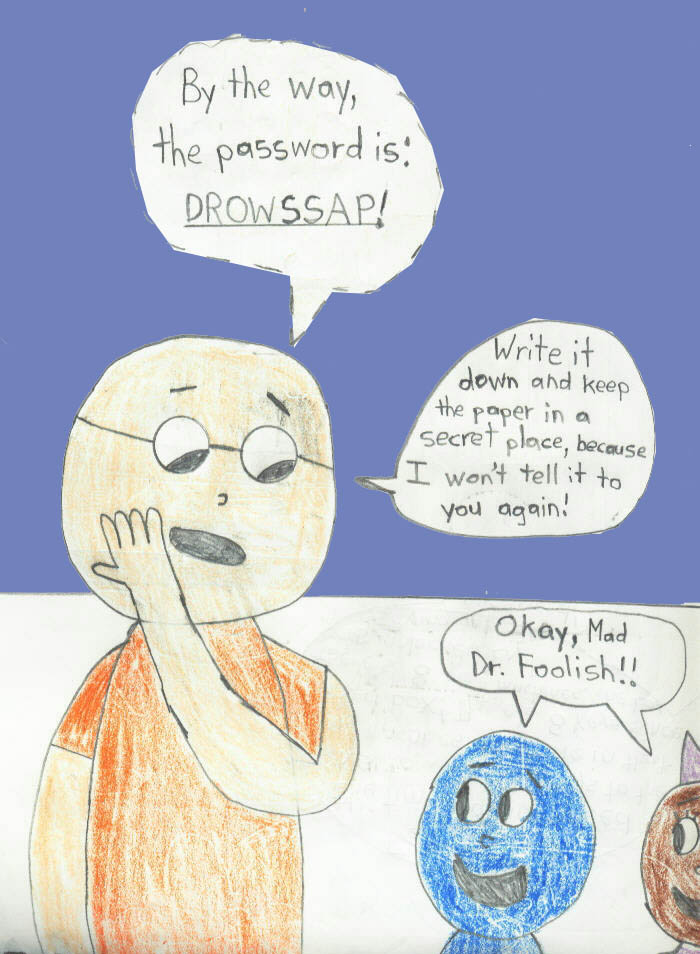 By the way,
the password is:
DROWSSAP!
Write it
down and keep
the paper in a
secret place, because
I won't tell it to
you again!
Okay, Mad
Dr. Foolish!!